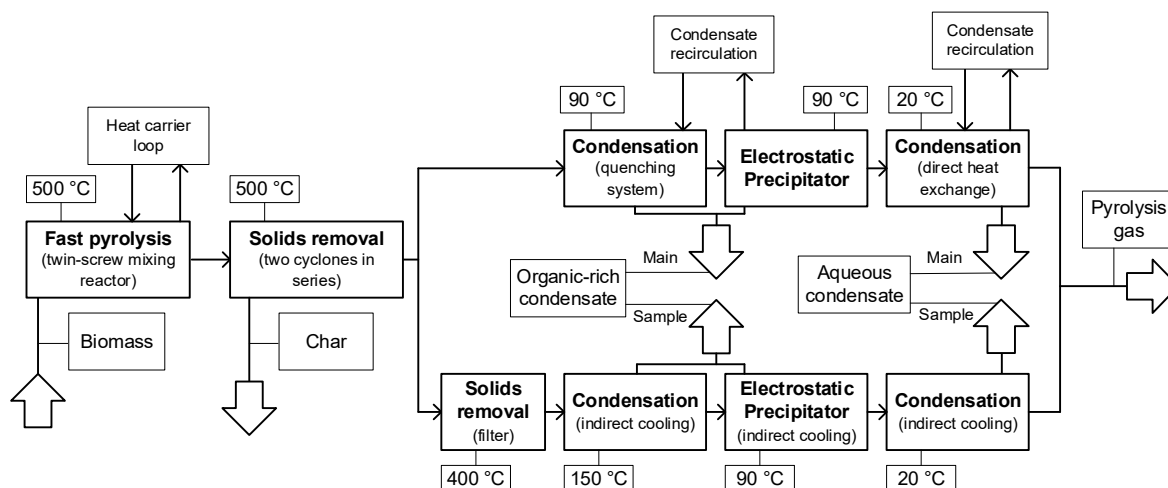 Condensate
recirculation
Condensate
recirculation
90 °C
90 °C
20 °C
Heat carrier
loop
Condensation
(quenching system)
Electrostatic
Precipitator
Condensation
(direct heat
exchange)
500 °C
500 °C
Fast pyrolysis
(twin-screw mixing
reactor)
Solids removal
(two cyclones in
series)
Pyrolysis
gas
Main
Organic-rich
condensate
Sample
Main
Aqueous
condensate
Sample
Biomass
Char
Solids
removal
(filter)
Condensation
(indirect cooling)
Electrostatic
Precipitator
(indirect cooling)
Condensation
(indirect cooling)
400 °C
150 °C
90 °C
20 °C